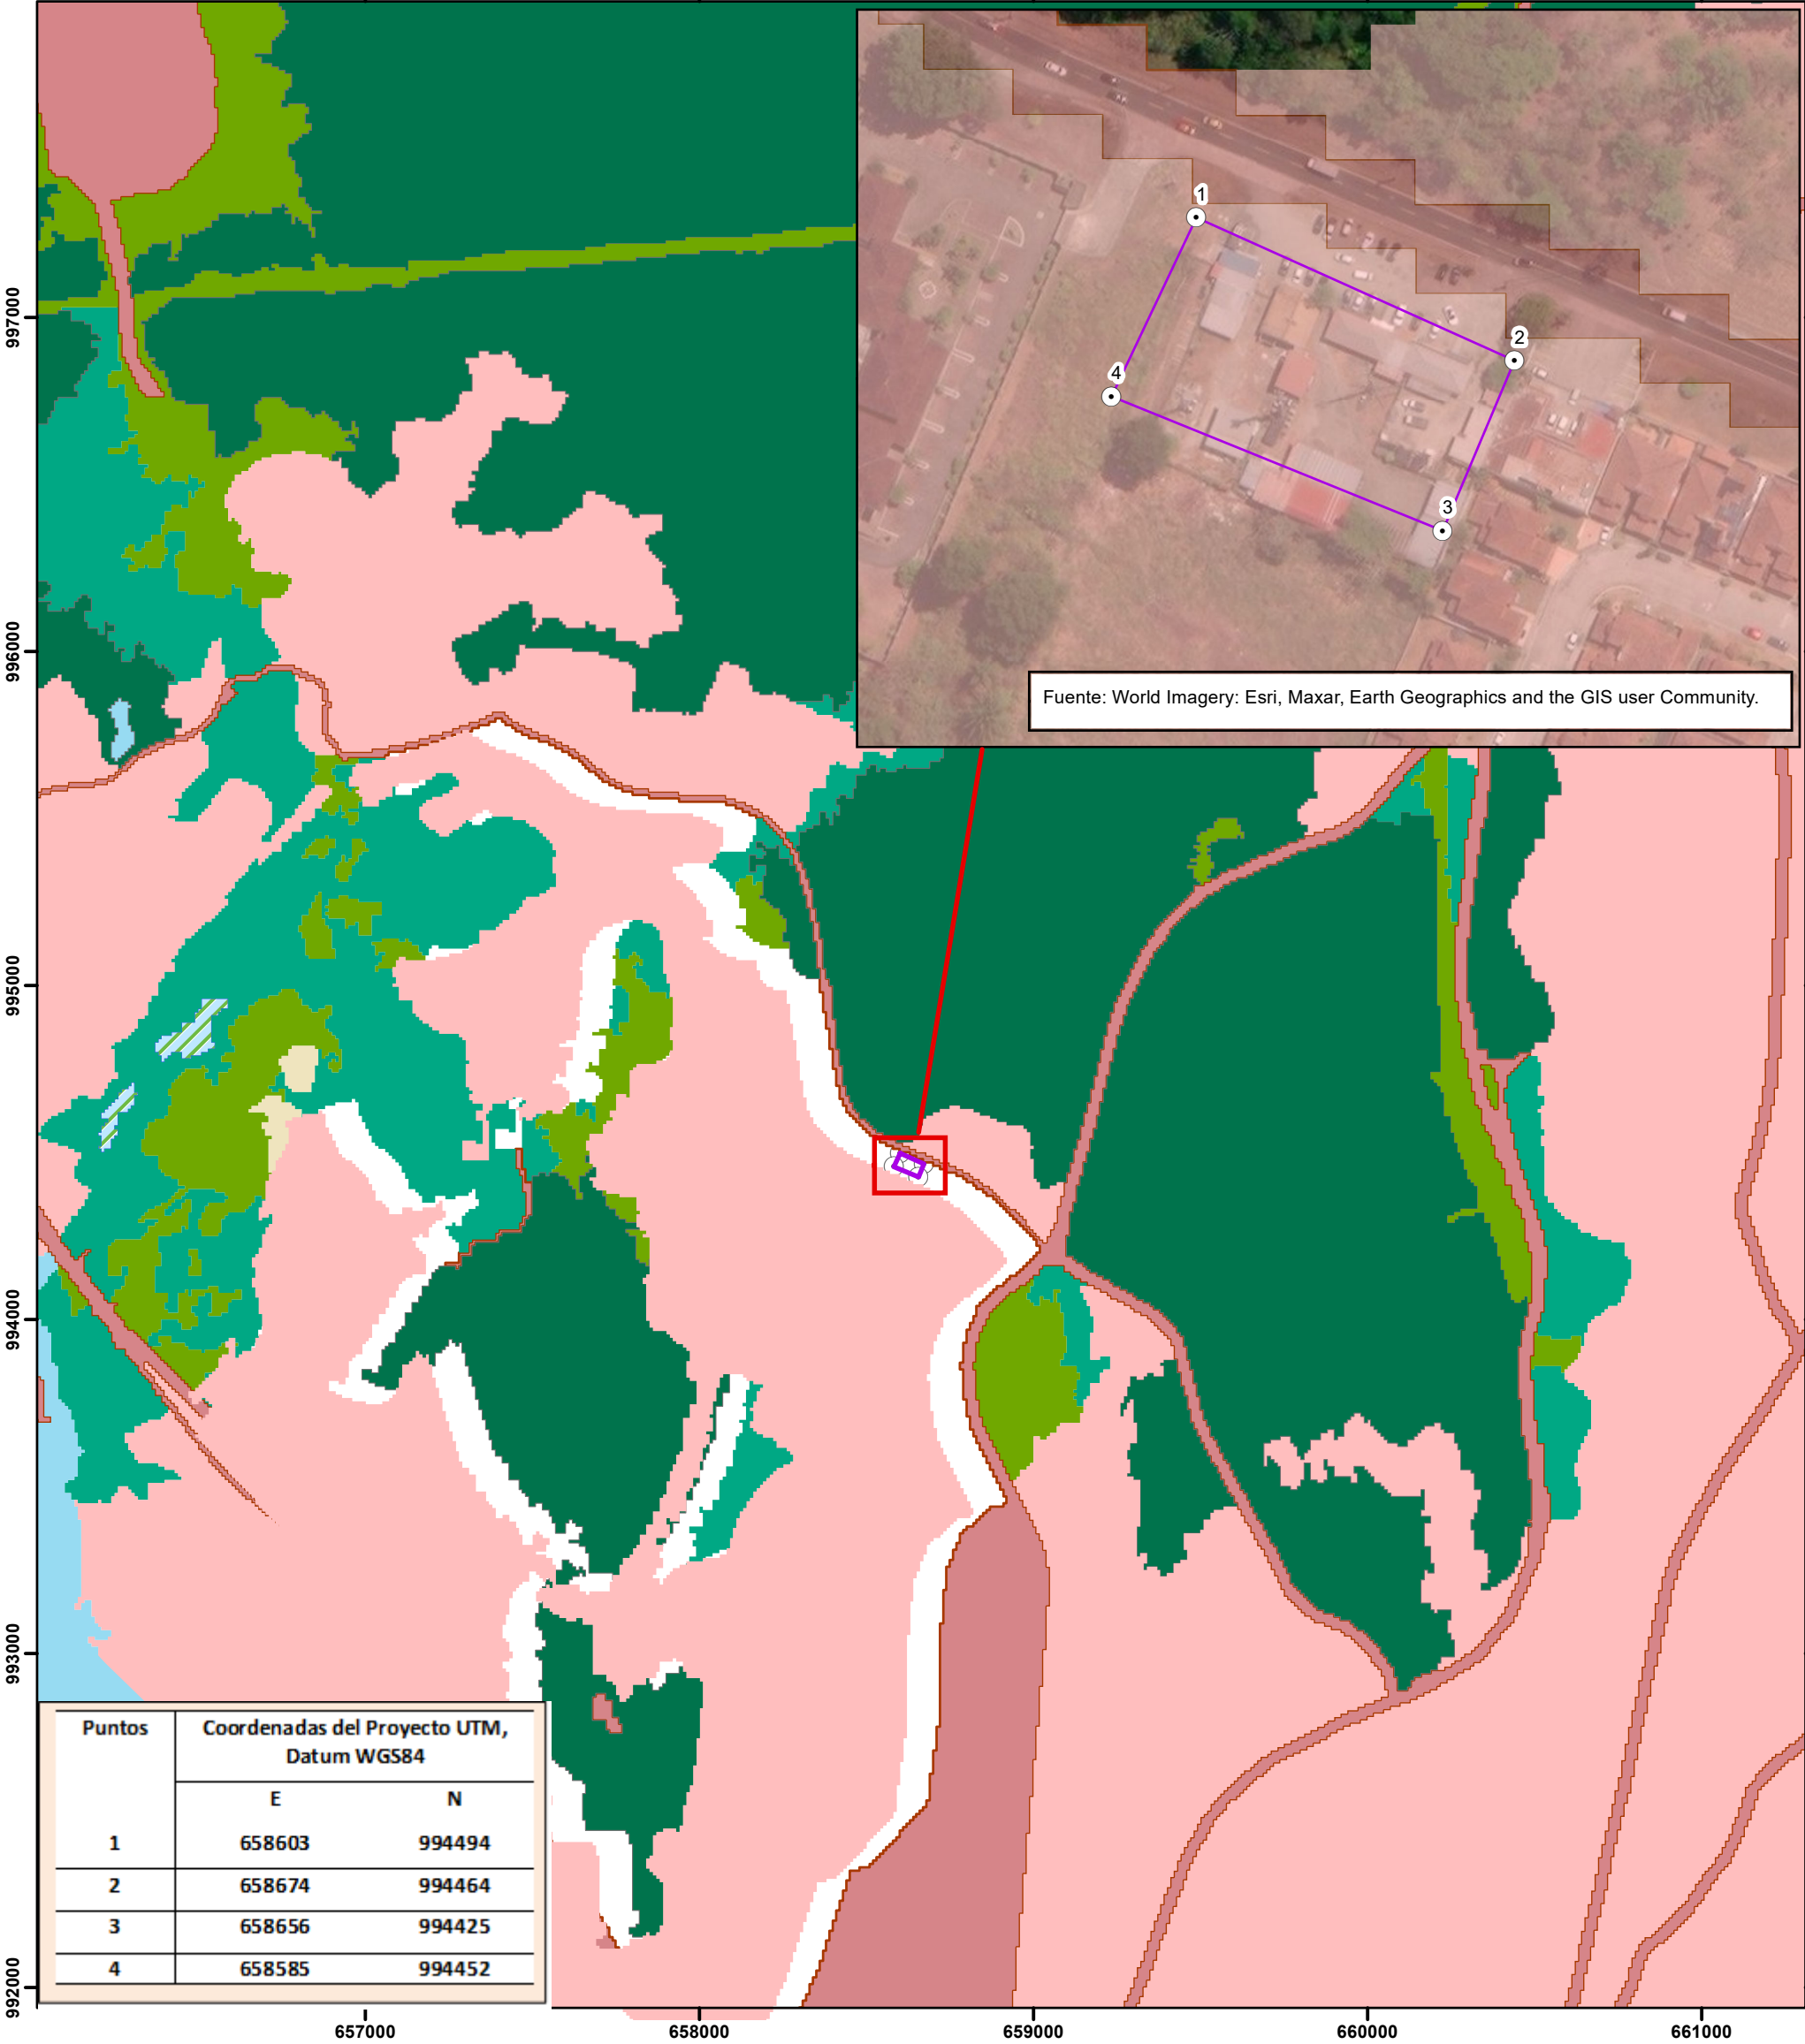 1
2
3
4
Fuente: World Imagery: Esri, Maxar, Earth Geographics and the GIS user Community.
997000
996000
995000
994000
993000
992000
Puntos Coordenadas del Proyecto UTM,
Datum WGS84
E N
1 658603 994494
2 658674 994464
3 658656 994425
4 658585 994452
657000 658000 659000 660000 661000